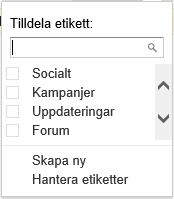 Tilldela etikett:
Socialt
Kampanjer
Uppdateringar
Forum
Skapa ny
Hantera etiketter